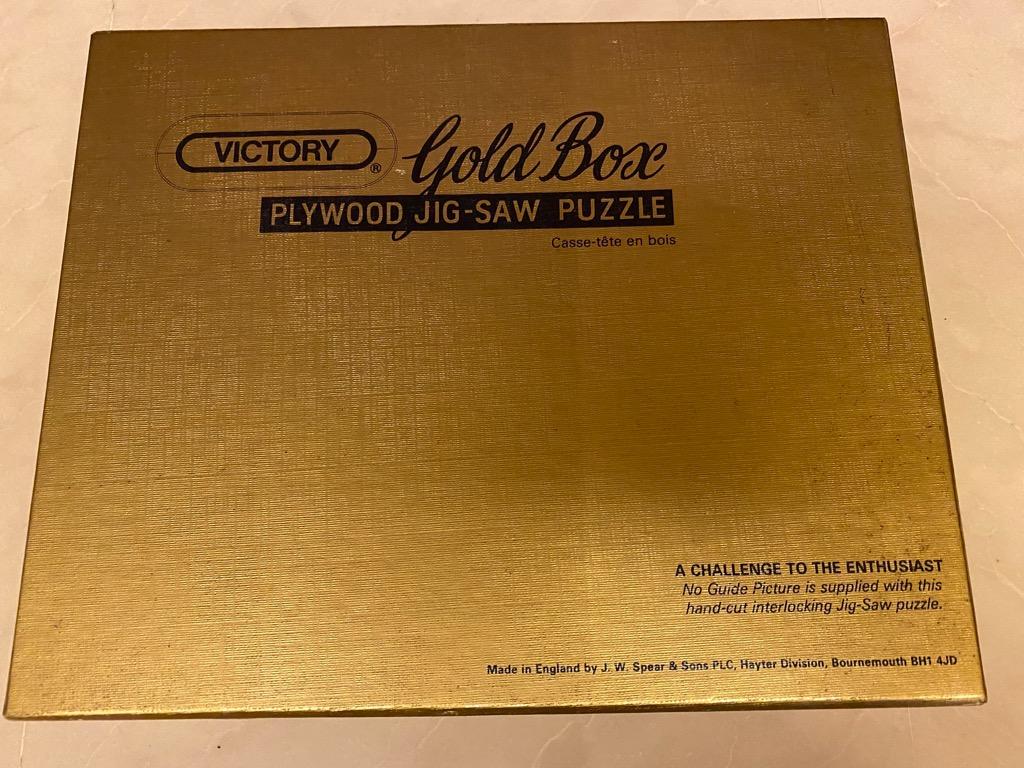 VICTORY ® Gold Box
PLYWOOD JIG-SAW PUZZLE
Casse-tête en bois
A CHALLENGE TO THE ENTHUSIAST
No Guide Picture is supplied with this
hand-cut interlocking Jig-Saw puzzle.
Made in England by J. W. Spear & Sons PLC, Hayter Division, Bournemouth BH1 4JD